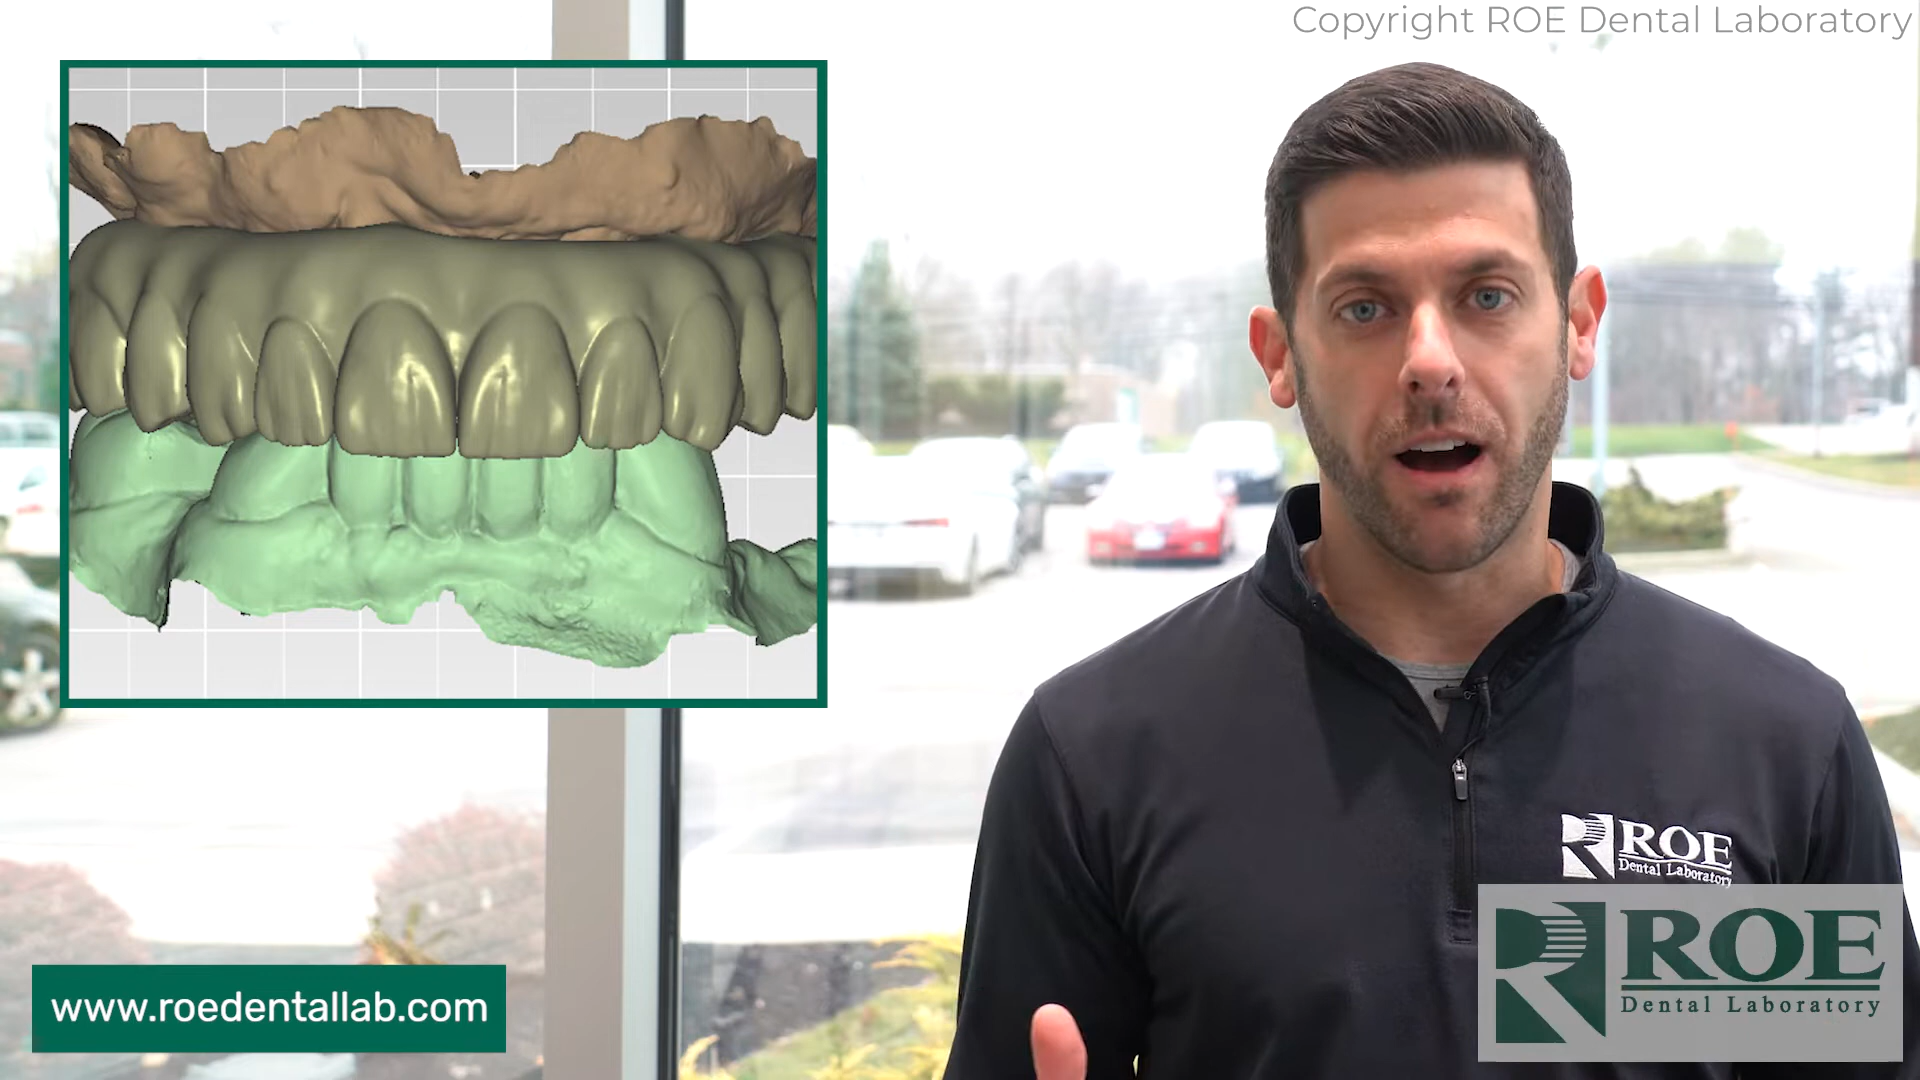 Copyright ROE Dental Laboratory
ROE
Dental Laboratory
ROE
Dental Laboratory
www.roedentallab.com